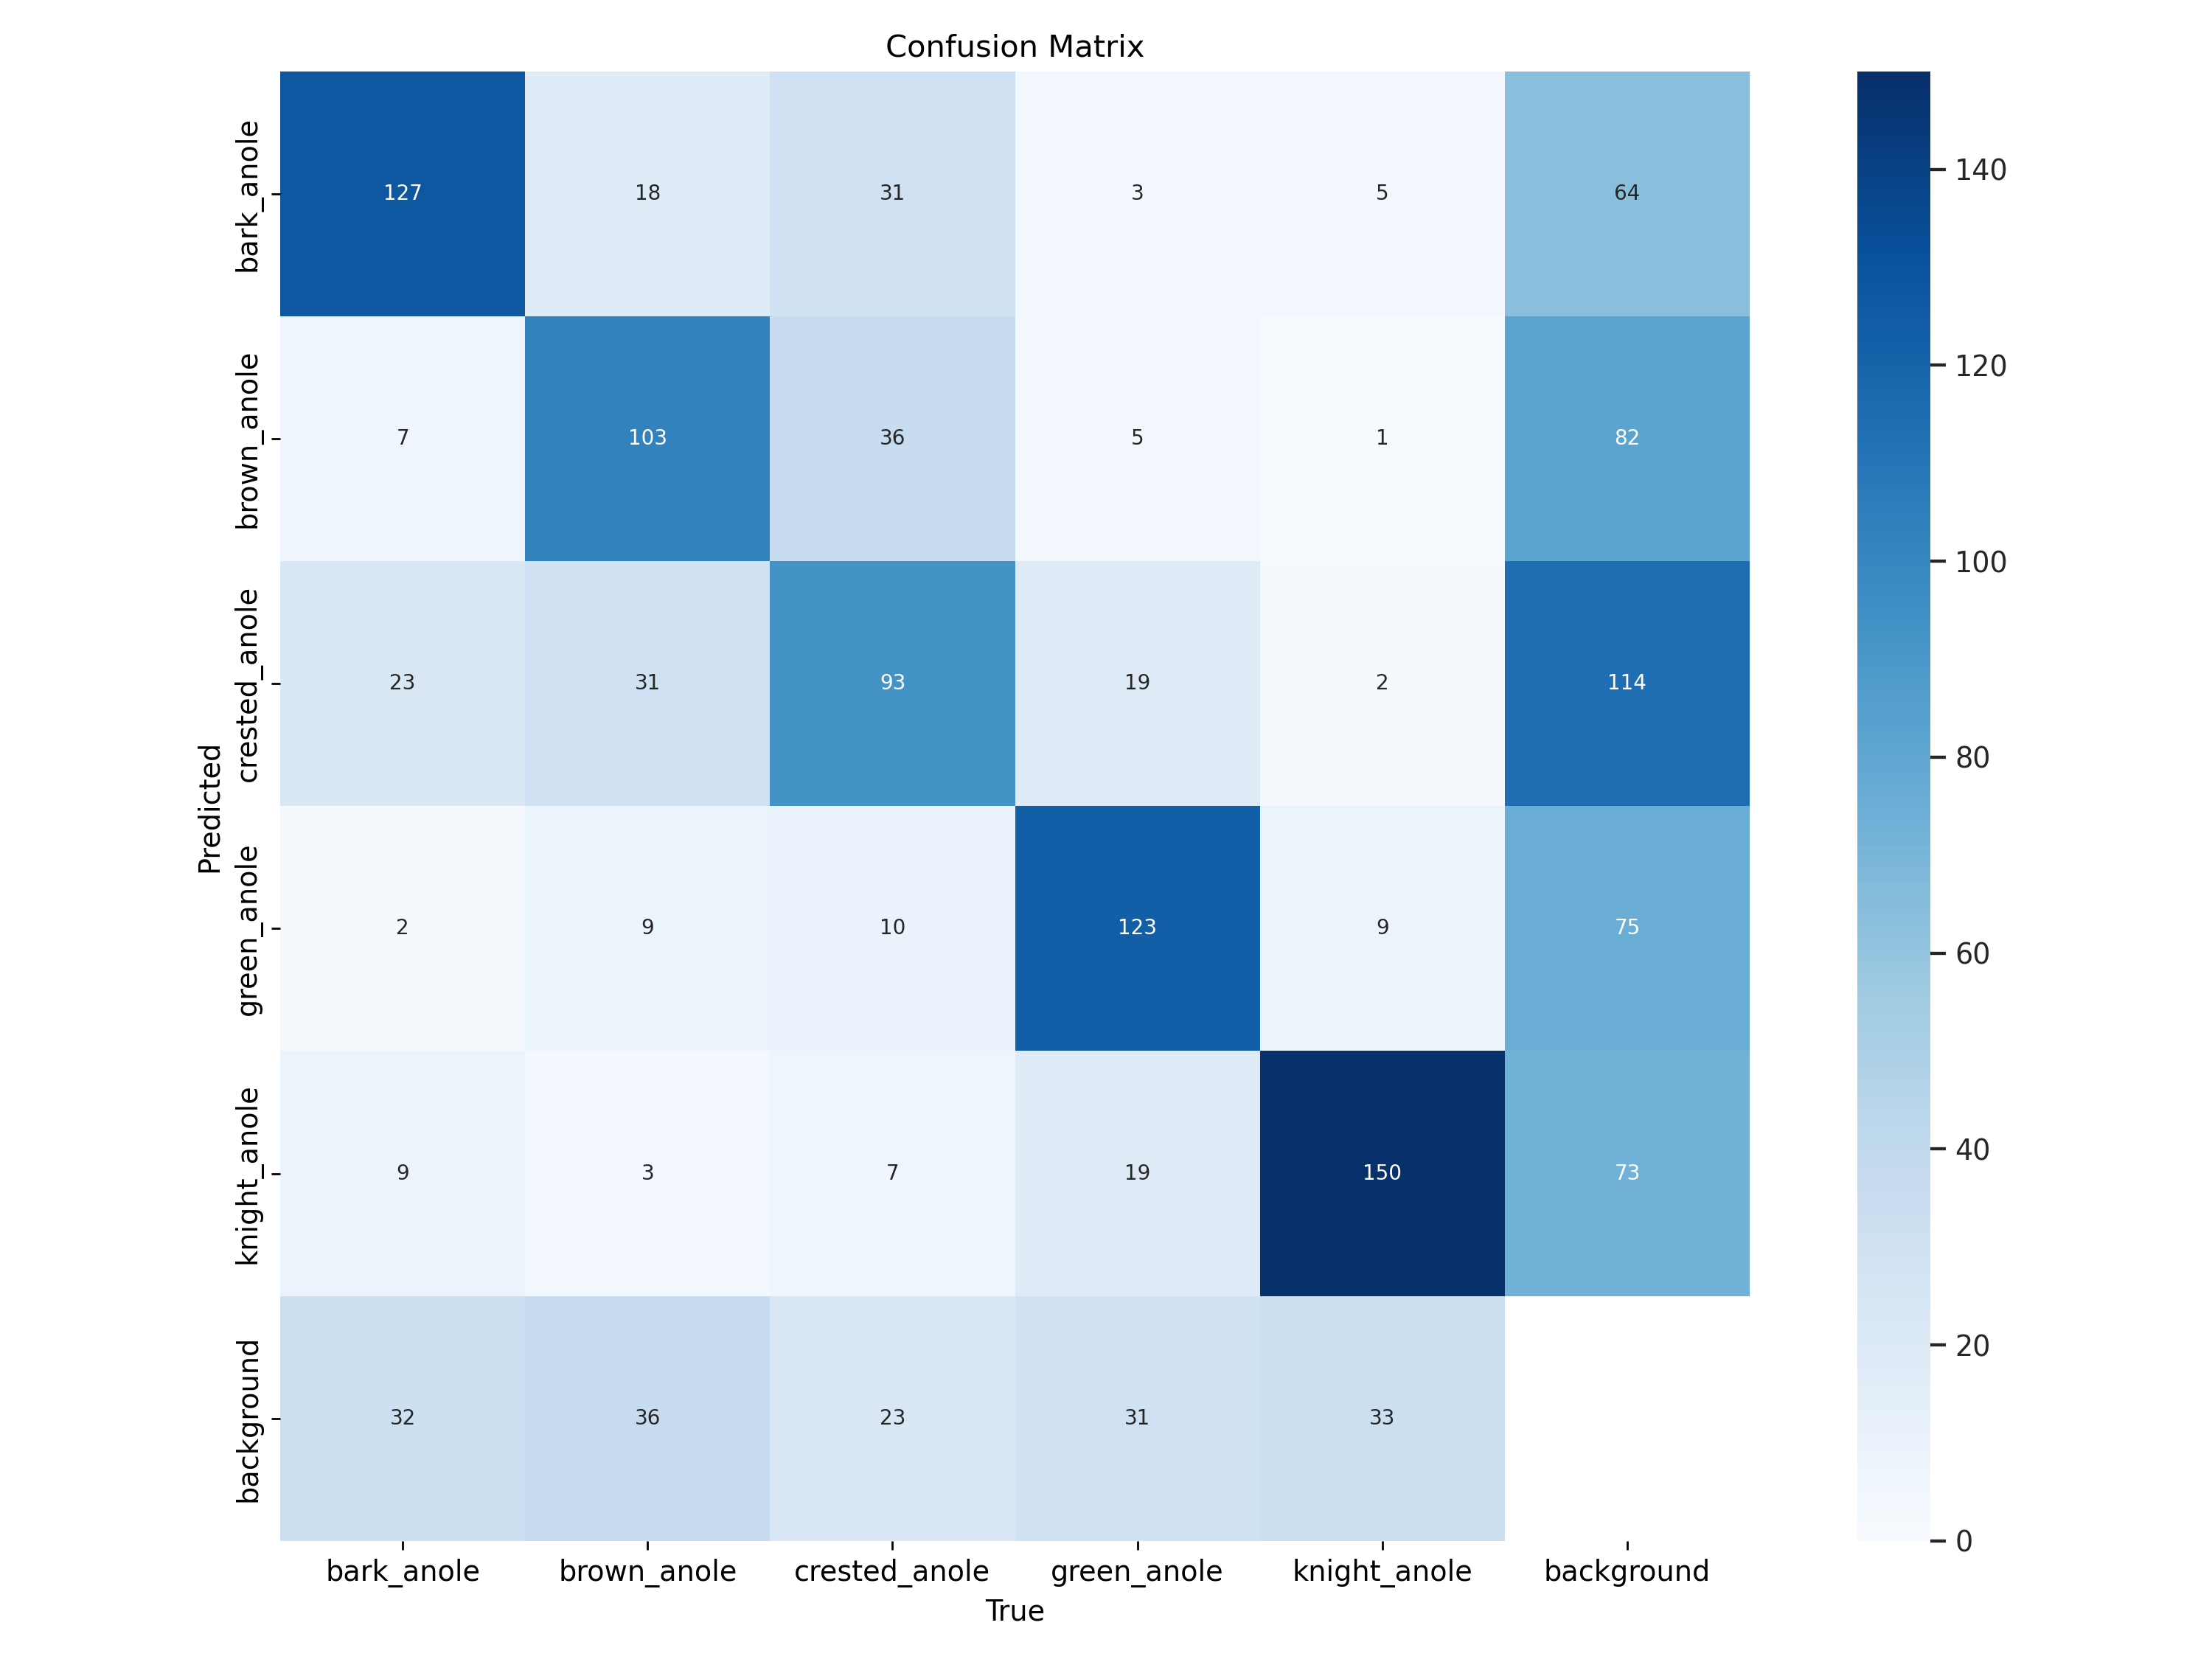 Confusion Matrix
Predicted
bark_anole 127 18 31 3 5 64
brown_anole 7 103 36 5 1 82
crested_anole 23 31 93 19 2 114
green_anole 2 9 10 123 9 75
knight_anole 9 3 7 19 150 73
background 32 36 23 31 33
bark_anole brown_anole crested_anole green_anole knight_anole background
True
140
120
100
80
60
40
20
0